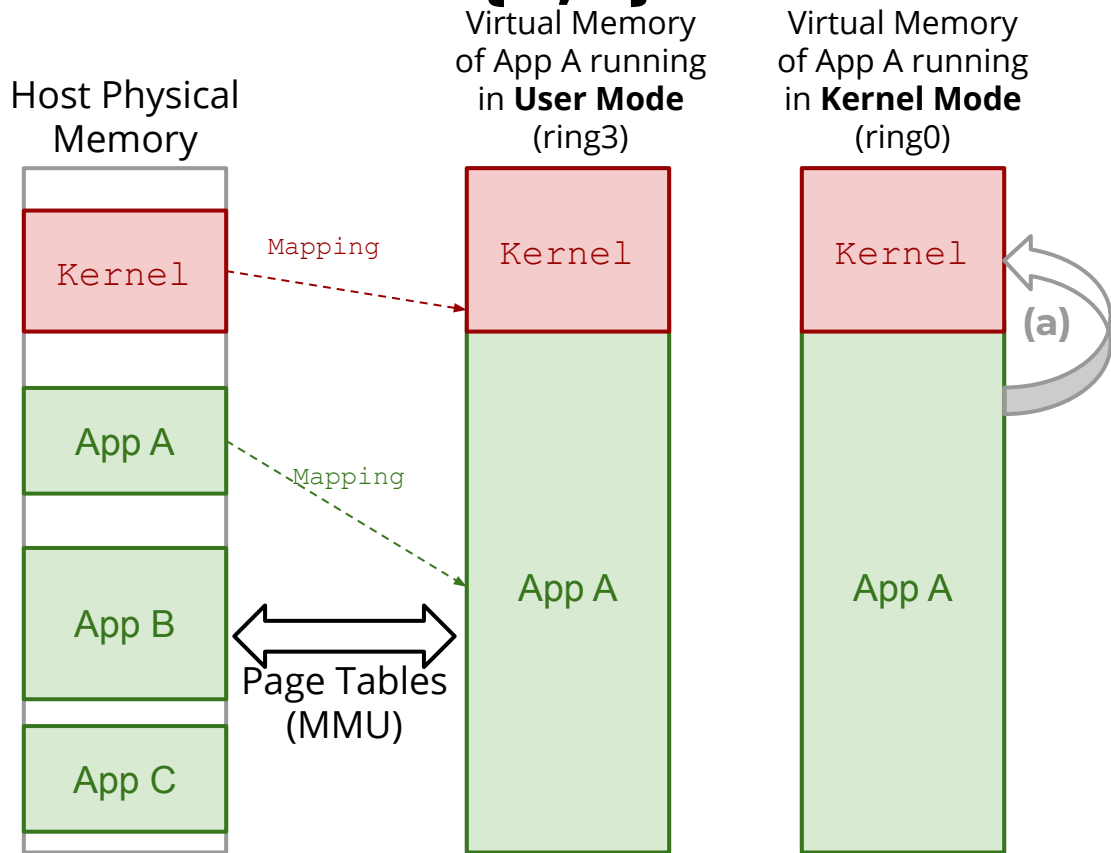 Host Physical
Memory
Virtual Memory
of App A running
in User Mode
(ring3)
Virtual Memory
of App A running
in Kernel Mode
(ring0)
Kernel
Mapping
Kernel
Kernel
(a)
App A
Mapping
App A
App A
App B
Page Tables
(MMU)
App C